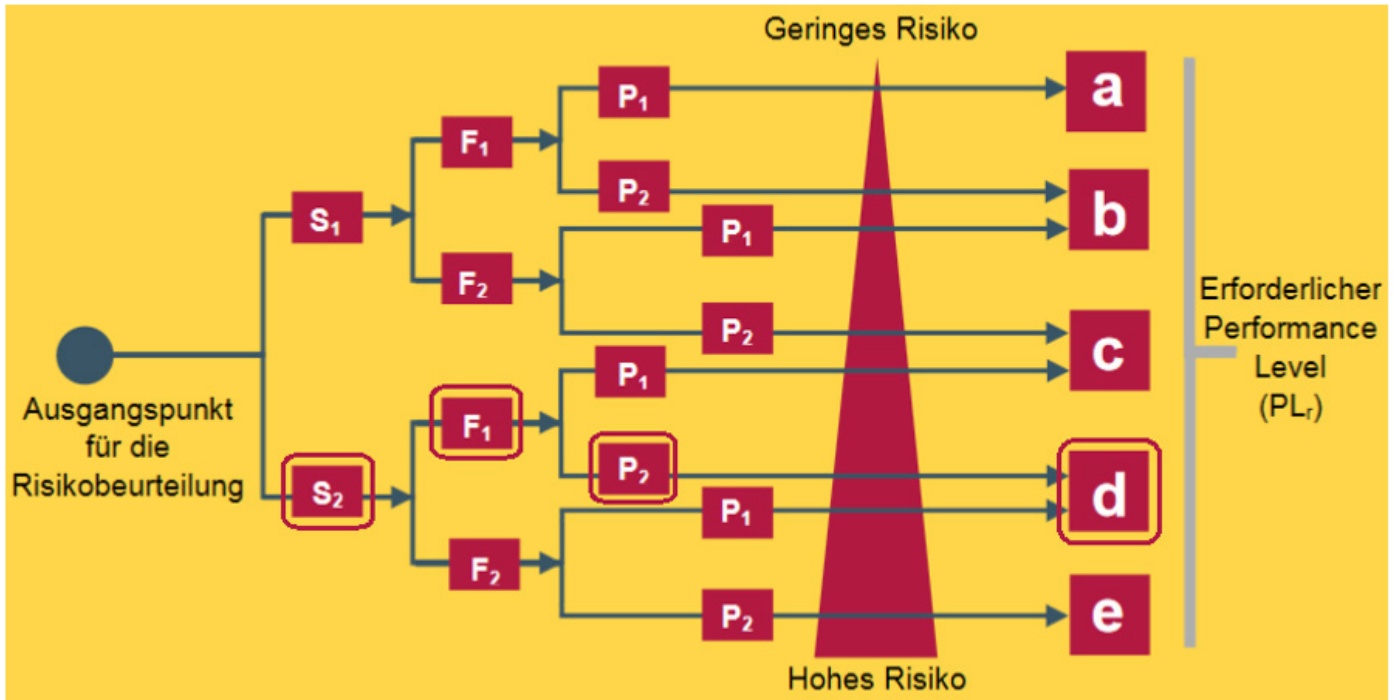 Geringes Risiko
a
P₁
F₁
P₂
b
S₁
P₁
F₂
P₂
c
Erforderlicher
Performance
Level
(PLᵣ)
P₁
Ausgangspunkt
für die
Risikobeurteilung
F₁
P₂
S₂
d
P₁
F₂
P₂
e
Hohes Risiko